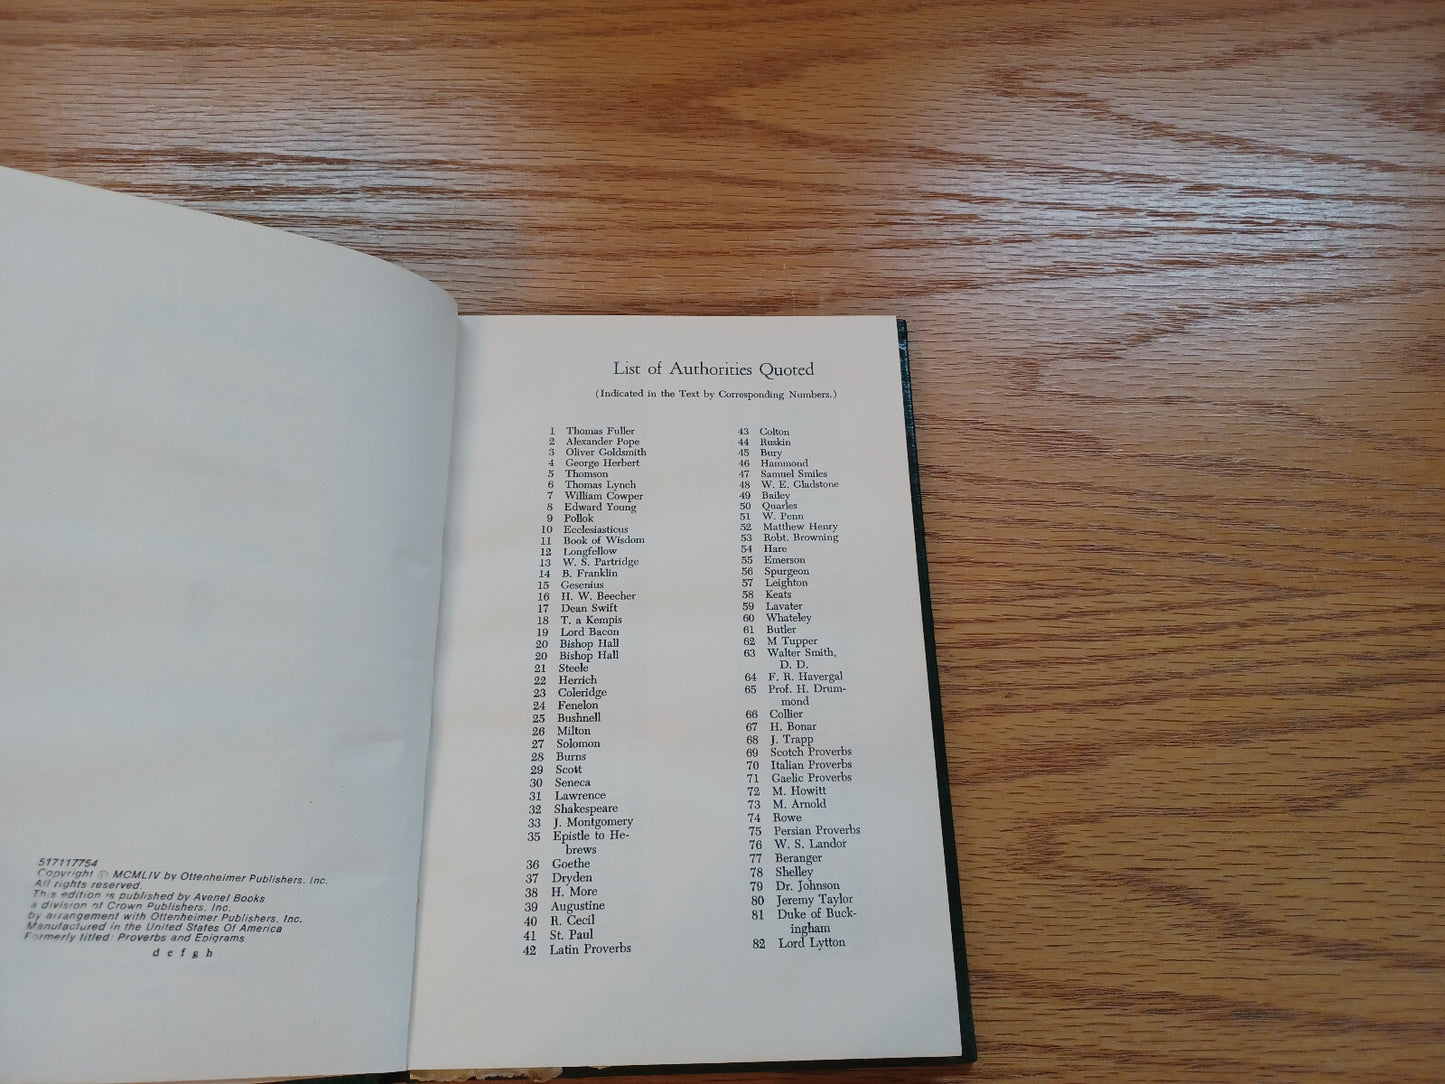 517117754
Copyright © MCMLIV by Ottenheimer Publishers, Inc.
All rights reserved.
This edition is published by Avenel Books
a division of Crown Publishers, Inc.
by arrangement with Ottenheimer Publishers, Inc.
Manufactured in the United States Of America
Formerly titled: Proverbs and Epigrams
d e f g h
List of Authorities Quoted
(Indicated in the Text by Corresponding Numbers.)
1 Thomas Fuller
2 Alexander Pope
3 Oliver Goldsmith
4 George Herbert
5 Thomson
6 Thomas Lynch
7 William Cowper
8 Edward Young
9 Pollok
10 Ecclesiasticus
11 Book of Wisdom
12 Longfellow
13 W. S. Partridge
14 B. Franklin
15 Gesenius
16 H. W. Beecher
17 Dean Swift
18 T. a Kempis
19 Lord Bacon
20 Bishop Hall
20 Bishop Hall
21 Steele
22 Herrich
23 Coleridge
24 Fenelon
25 Bushnell
26 Milton
27 Solomon
28 Burns
29 Scott
30 Seneca
31 Lawrence
32 Shakespeare
33 J. Montgomery
35 Epistle to He-
brews
36 Goethe
37 Dryden
38 H. More
39 Augustine
40 R. Cecil
41 St. Paul
42 Latin Proverbs
43 Colton
44 Ruskin
45 Bury
46 Hammond
47 Samuel Smiles
48 W. E. Gladstone
49 Bailey
50 Quarles
51 W. Penn
52 Matthew Henry
53 Robt. Browning
54 Hare
55 Emerson
56 Spurgeon
57 Leighton
58 Keats
59 Lavater
60 Whateley
61 Butler
62 M Tupper
63 Walter Smith,
D. D.
64 F. R. Havergal
65 Prof. H. Drum-
mond
66 Collier
67 H. Bonar
68 J. Trapp
69 Scotch Proverbs
70 Italian Proverbs
71 Gaelic Proverbs
72 M. Howitt
73 M. Arnold
74 Rowe
75 Persian Proverbs
76 W. S. Landor
77 Beranger
78 Shelley
79 Dr. Johnson
80 Jeremy Taylor
81 Duke of Buck-
ingham
82 Lord Lytton